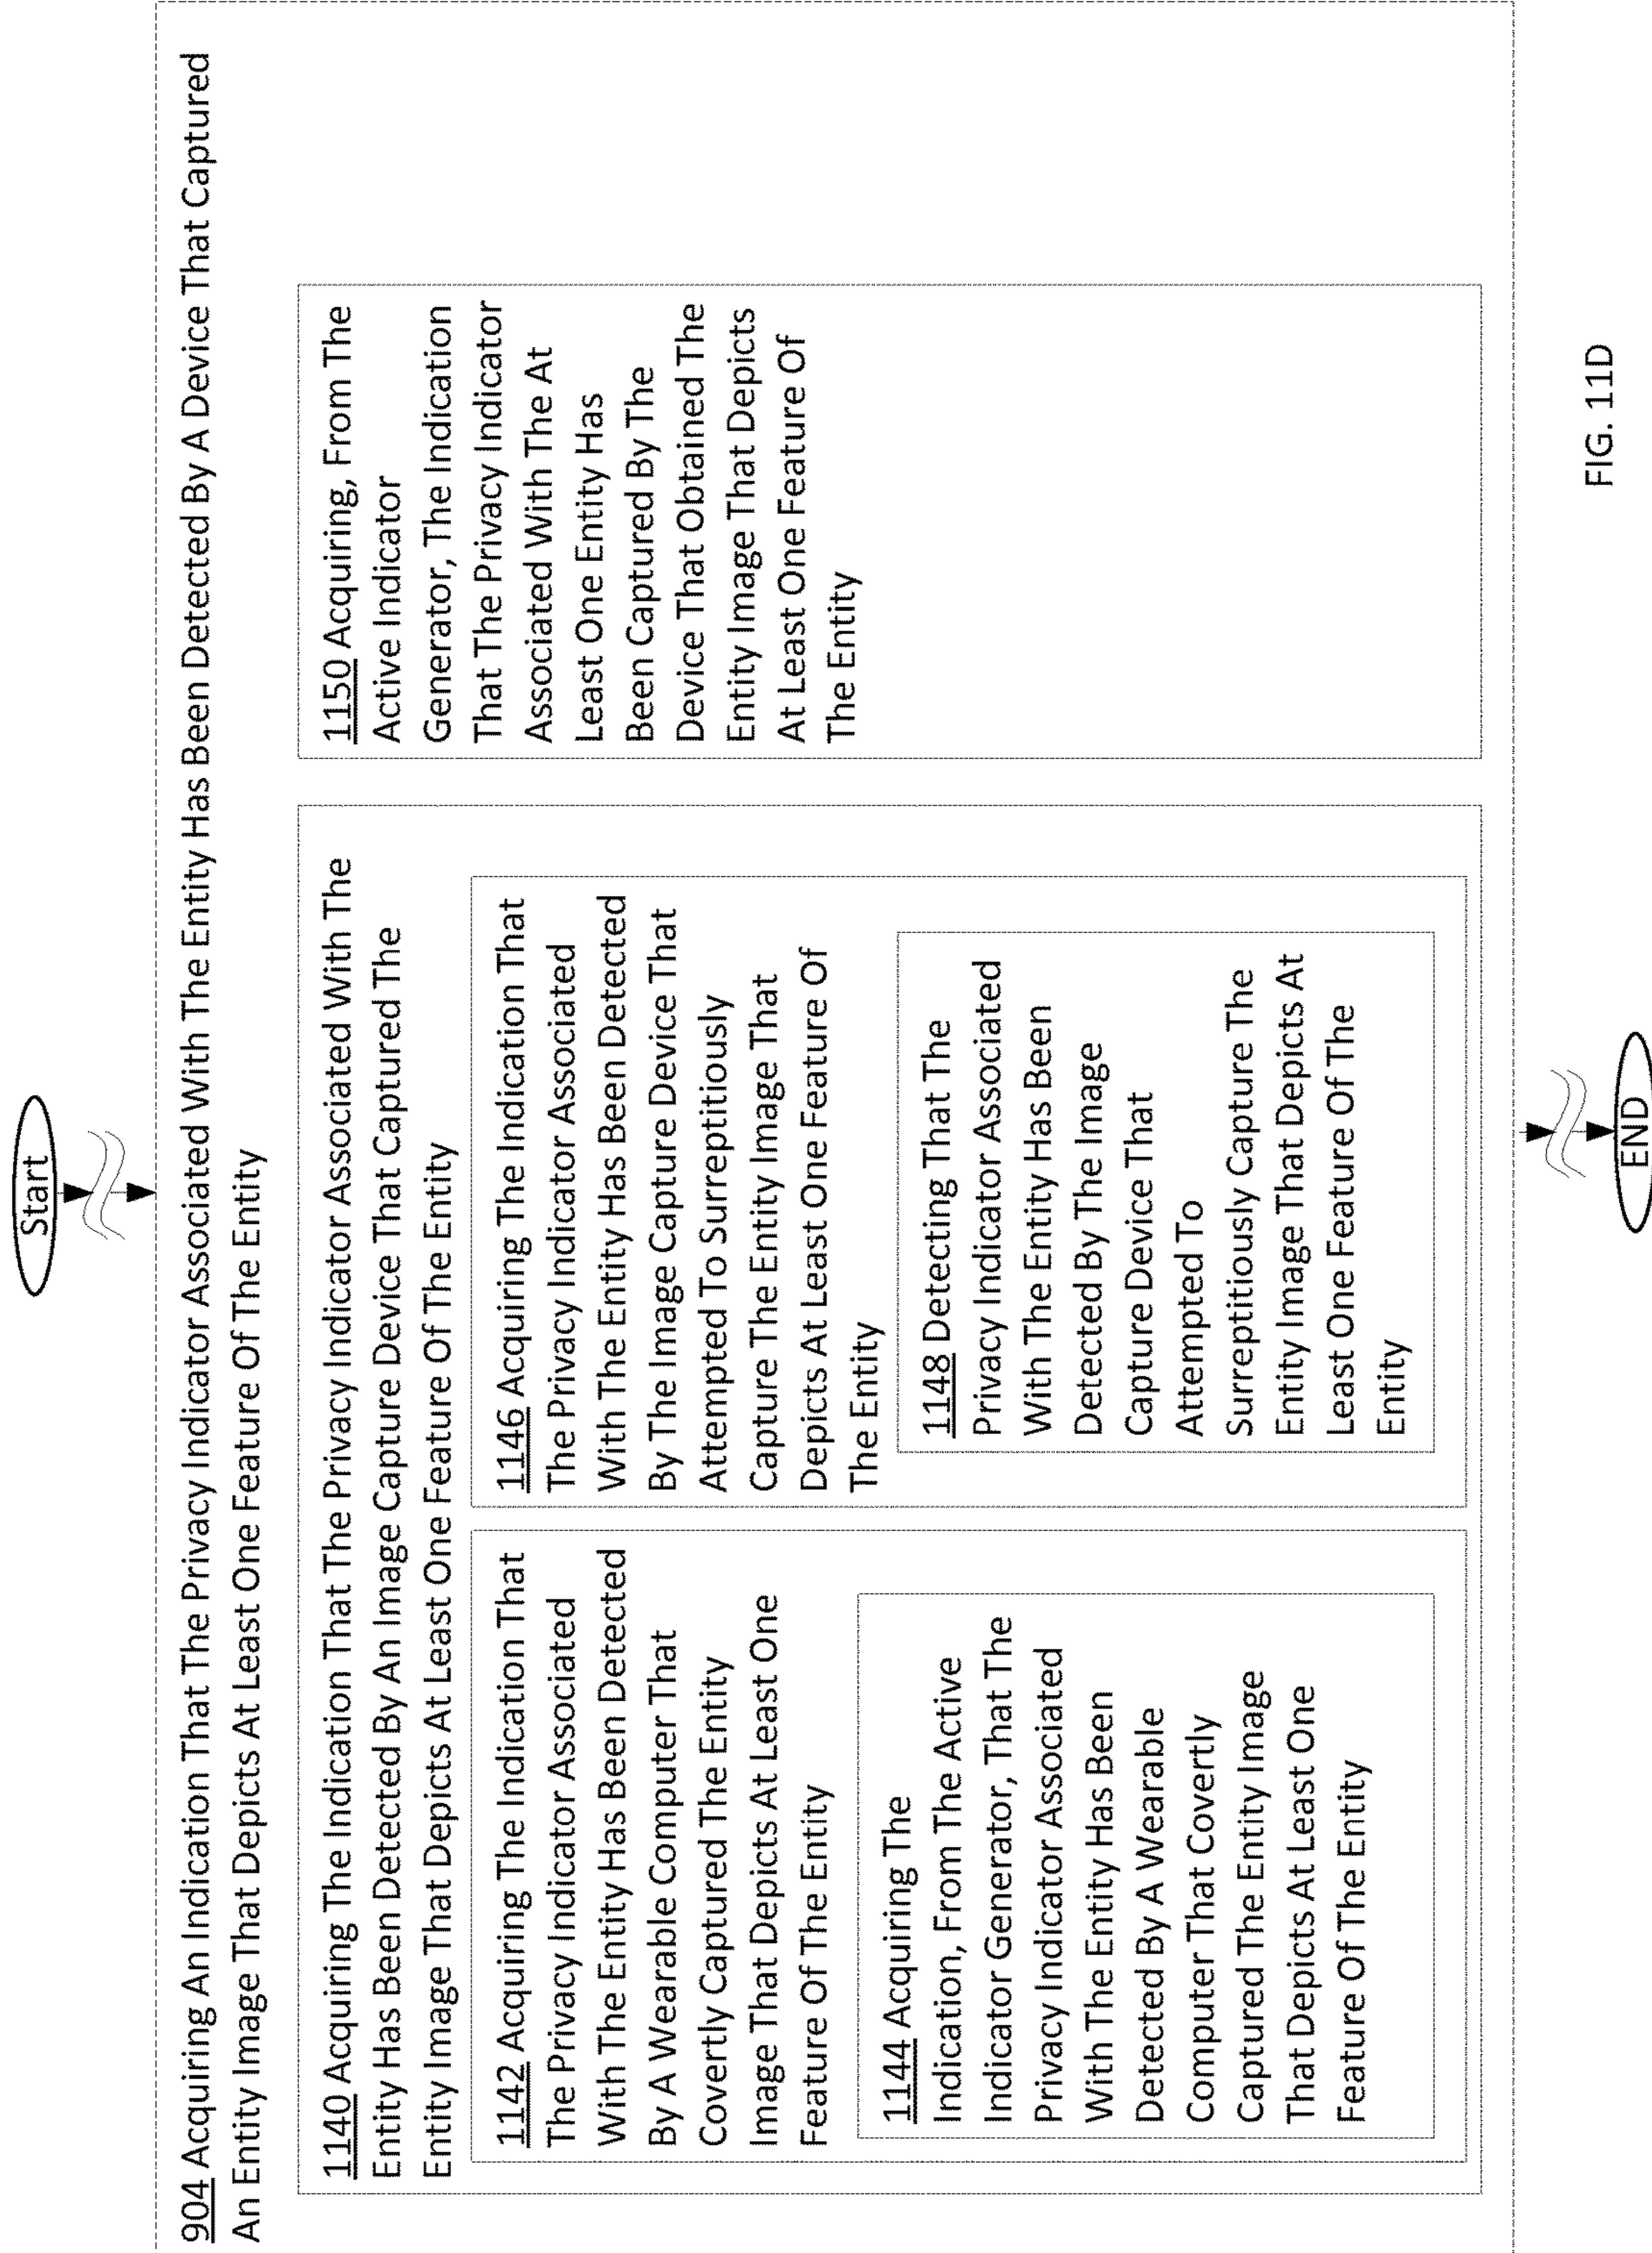 Start
904 Acquiring An Indication That The Privacy Indicator Associated With The Entity Has Been Detected By A Device That Captured
An Entity Image That Depicts At Least One Feature Of The Entity
1140 Acquiring The Indication That The Privacy Indicator Associated With The
Entity Has Been Detected By An Image Capture Device That Captured The
Entity Image That Depicts At Least One Feature Of The Entity
1142 Acquiring The Indication That
The Privacy Indicator Associated
With The Entity Has Been Detected
By A Wearable Computer That
Covertly Captured The Entity
Image That Depicts At Least One
Feature Of The Entity
1144 Acquiring The
Indication, From The Active
Indicator Generator, That The
Privacy Indicator Associated
With The Entity Has Been
Detected By A Wearable
Computer That Covertly
Captured The Entity Image
That Depicts At Least One
Feature Of The Entity
1146 Acquiring The Indication That
The Privacy Indicator Associated
With The Entity Has Been Detected
By The Image Capture Device That
Attempted To Surreptitiously
Capture The Entity Image That
Depicts At Least One Feature Of
The Entity
1148 Detecting That The
Privacy Indicator Associated
With The Entity Has Been
Detected By The Image
Capture Device That
Attempted To
Surreptitiously Capture The
Entity Image That Depicts At
Least One Feature Of The
Entity
1150 Acquiring, From The
Active Indicator
Generator, The Indication
That The Privacy Indicator
Associated With The At
Least One Entity Has
Been Captured By The
Device That Obtained The
Entity Image That Depicts
At Least One Feature Of
The Entity
END
FIG. 11D